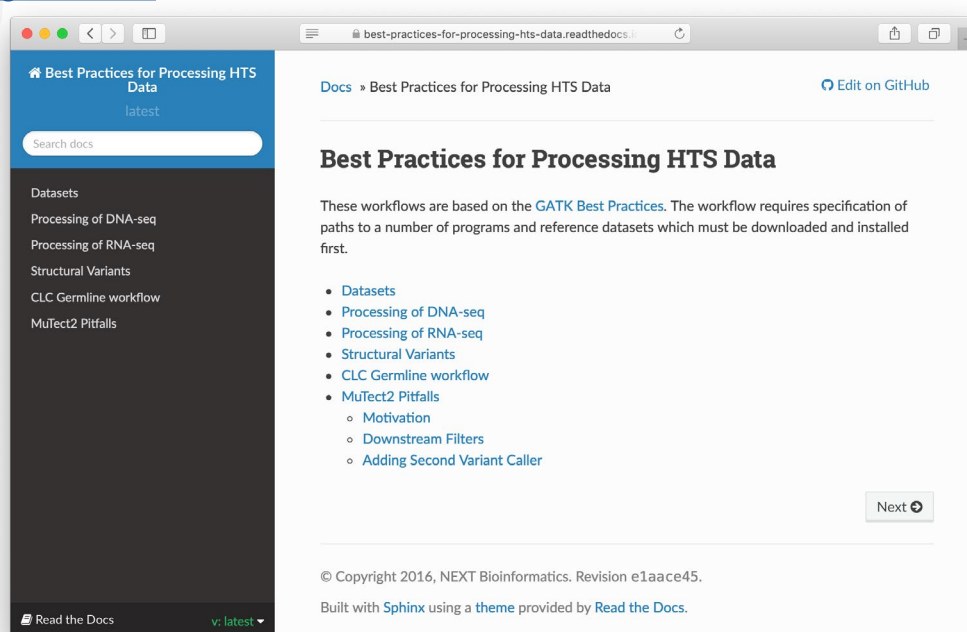 best-practices-for-processing-hts-data.readthedocs.i
Best Practices for Processing HTS
Data
latest
Search docs
Datasets
Processing of DNA-seq
Processing of RNA-seq
Structural Variants
CLC Germline workflow
MuTect2 Pitfalls
Read the Docs
v: latest
Docs » Best Practices for Processing HTS Data
Edit on GitHub
Best Practices for Processing HTS Data
These workflows are based on the GATK Best Practices. The workflow requires specification of
paths to a number of programs and reference datasets which must be downloaded and installed
first.
• Datasets
• Processing of DNA-seq
• Processing of RNA-seq
• Structural Variants
• CLC Germline workflow
• MuTect2 Pitfalls
◦ Motivation
◦ Downstream Filters
◦ Adding Second Variant Caller
Next
© Copyright 2016, NEXT Bioinformatics. Revision e1aace45.
Built with Sphinx using a theme provided by Read the Docs.